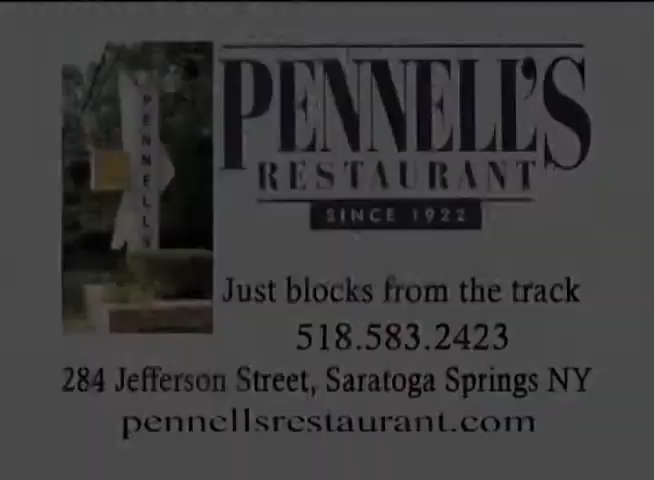 PENNELLS
PENNELL'S
RESTAURANT
SINCE 1922
Just blocks from the track
518.583.2423
284 Jefferson Street, Saratoga Springs NY
pennellsrestaurant.com